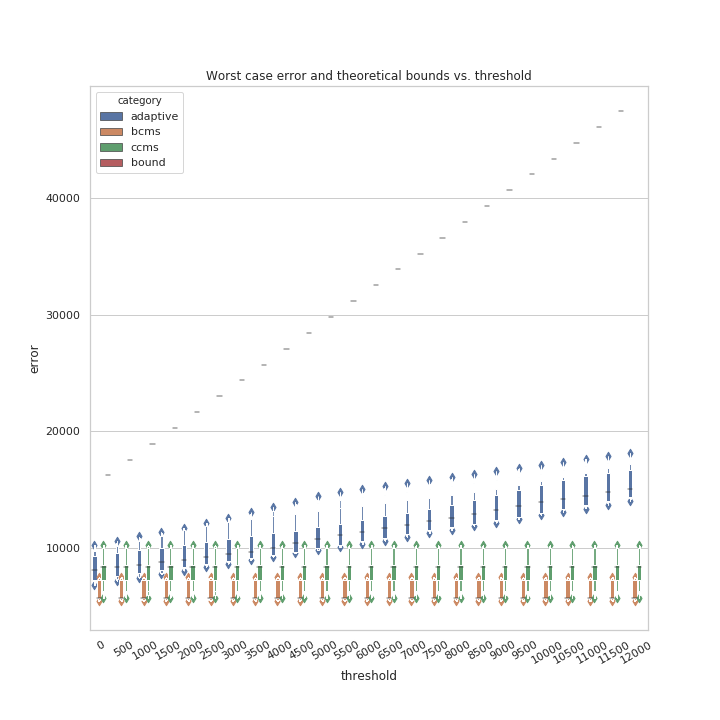 Worst case error and theoretical bounds vs. threshold
category
adaptive
bcms
ccms
bound
40000
30000
20000
10000
error
0 500 1000 1500 2000 2500 3000 3500 4000 4500 5000 5500 6000 6500 7000 7500 8000 8500 9000 9500 10000 10500 11000 11500 12000
threshold